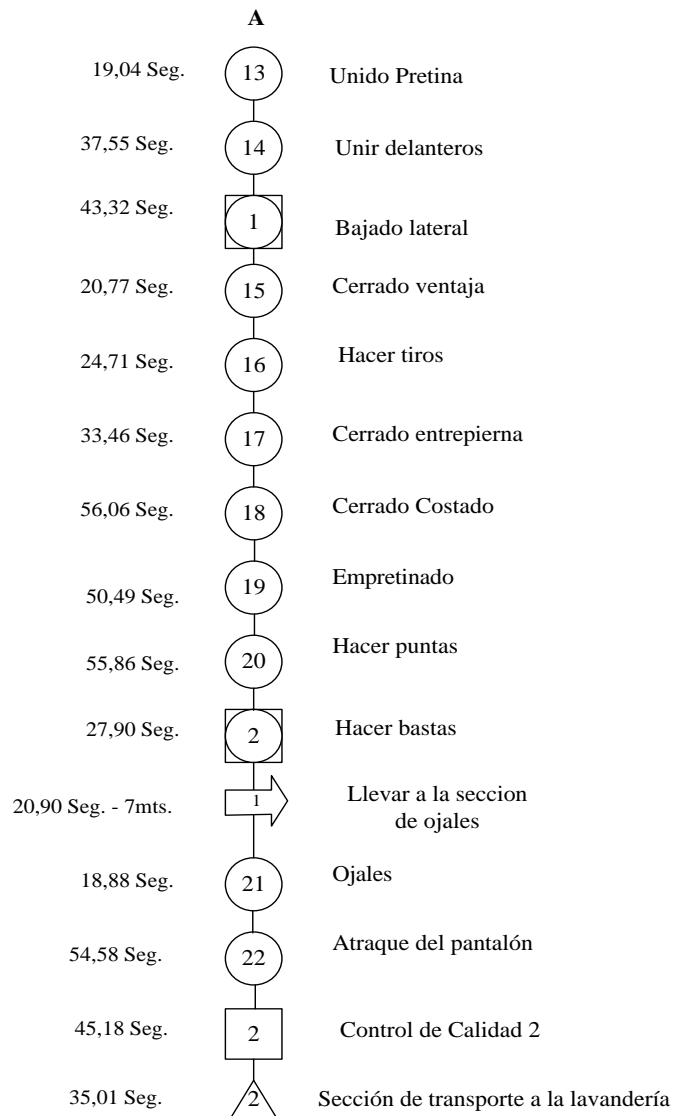 A
19,04 Seg. 13 Unido Pretina
37,55 Seg. 14 Unir delanteros
43,32 Seg. 1 Bajado lateral
20,77 Seg. 15 Cerrado ventaja
24,71 Seg. 16 Hacer tiros
33,46 Seg. 17 Cerrado entrepierna
56,06 Seg. 18 Cerrado Costado
50,49 Seg. 19 Empretinado
55,86 Seg. 20 Hacer puntas
27,90 Seg. 2 Hacer bastas
20,90 Seg. - 7mts. 1 Llevar a la seccion
de ojales
18,88 Seg. 21 Ojales
54,58 Seg. 22 Atraque del pantalón
45,18 Seg. 2 Control de Calidad 2
35,01 Seg. 2 Sección de transporte a la lavandería